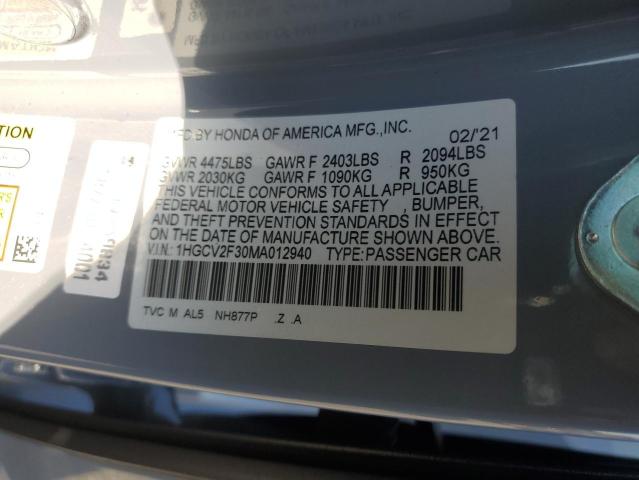 MFD.BY HONDA OF AMERICA MFG.,INC. 02/'21
GVWR 4475LBS GAWR F 2403LBS R 2094LBS
GVWR 2030KG GAWR F 1090KG R 950KG
THIS VEHICLE CONFORMS TO ALL APPLICABLE
FEDERAL MOTOR VEHICLE SAFETY , BUMPER,
AND THEFT PREVENTION STANDARDS IN EFFECT
ON THE DATE OF MANUFACTURE SHOWN ABOVE.
V.I.N.: 1HGCV2F30MA012940 TYPE:PASSENGER CAR
TVC M AL5 NH877P .Z .A
TION